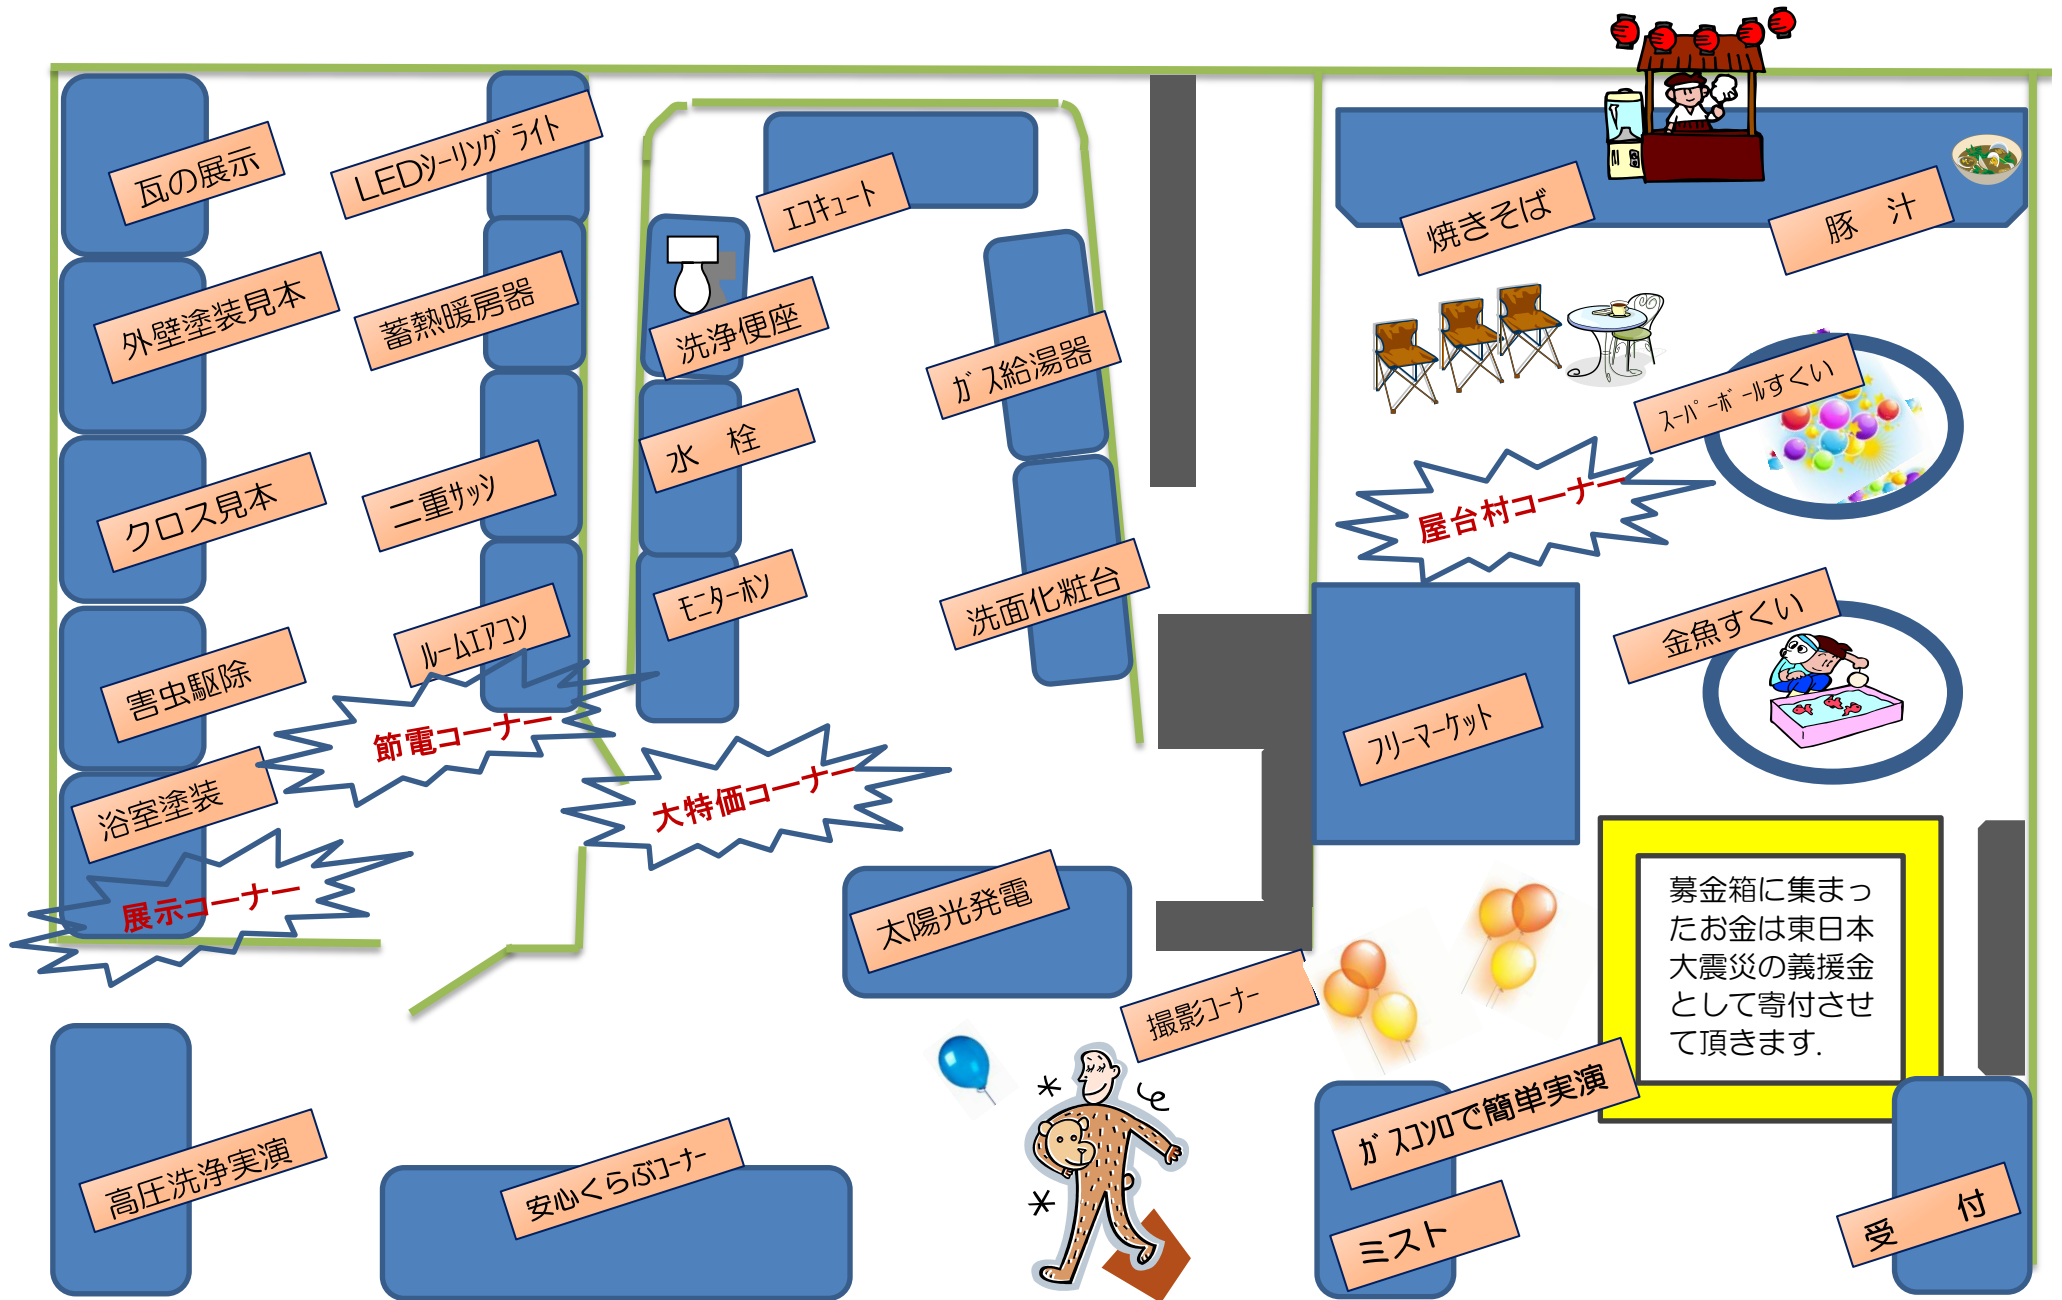 瓦の展示
LEDシーリングライト
エコキュート
焼きそば
豚　汁
外壁塗装見本
蓄熱暖房器
洗浄便座
ガス給湯器
スーパーボールすくい
クロス見本
二重サッシ
水　栓
屋台村コーナー
害虫駆除
ルームエアコン
モニターホン
洗面化粧台
金魚すくい
節電コーナー
フリーマーケット
浴室塗装
大特価コーナー
展示コーナー
太陽光発電
募金箱に集まっ
たお金は東日本
大震災の義援金
として寄付させ
て頂きます.
撮影コーナー
ガスコンロで簡単実演
高圧洗浄実演
安心くらぶコーナー
ミスト
受　付